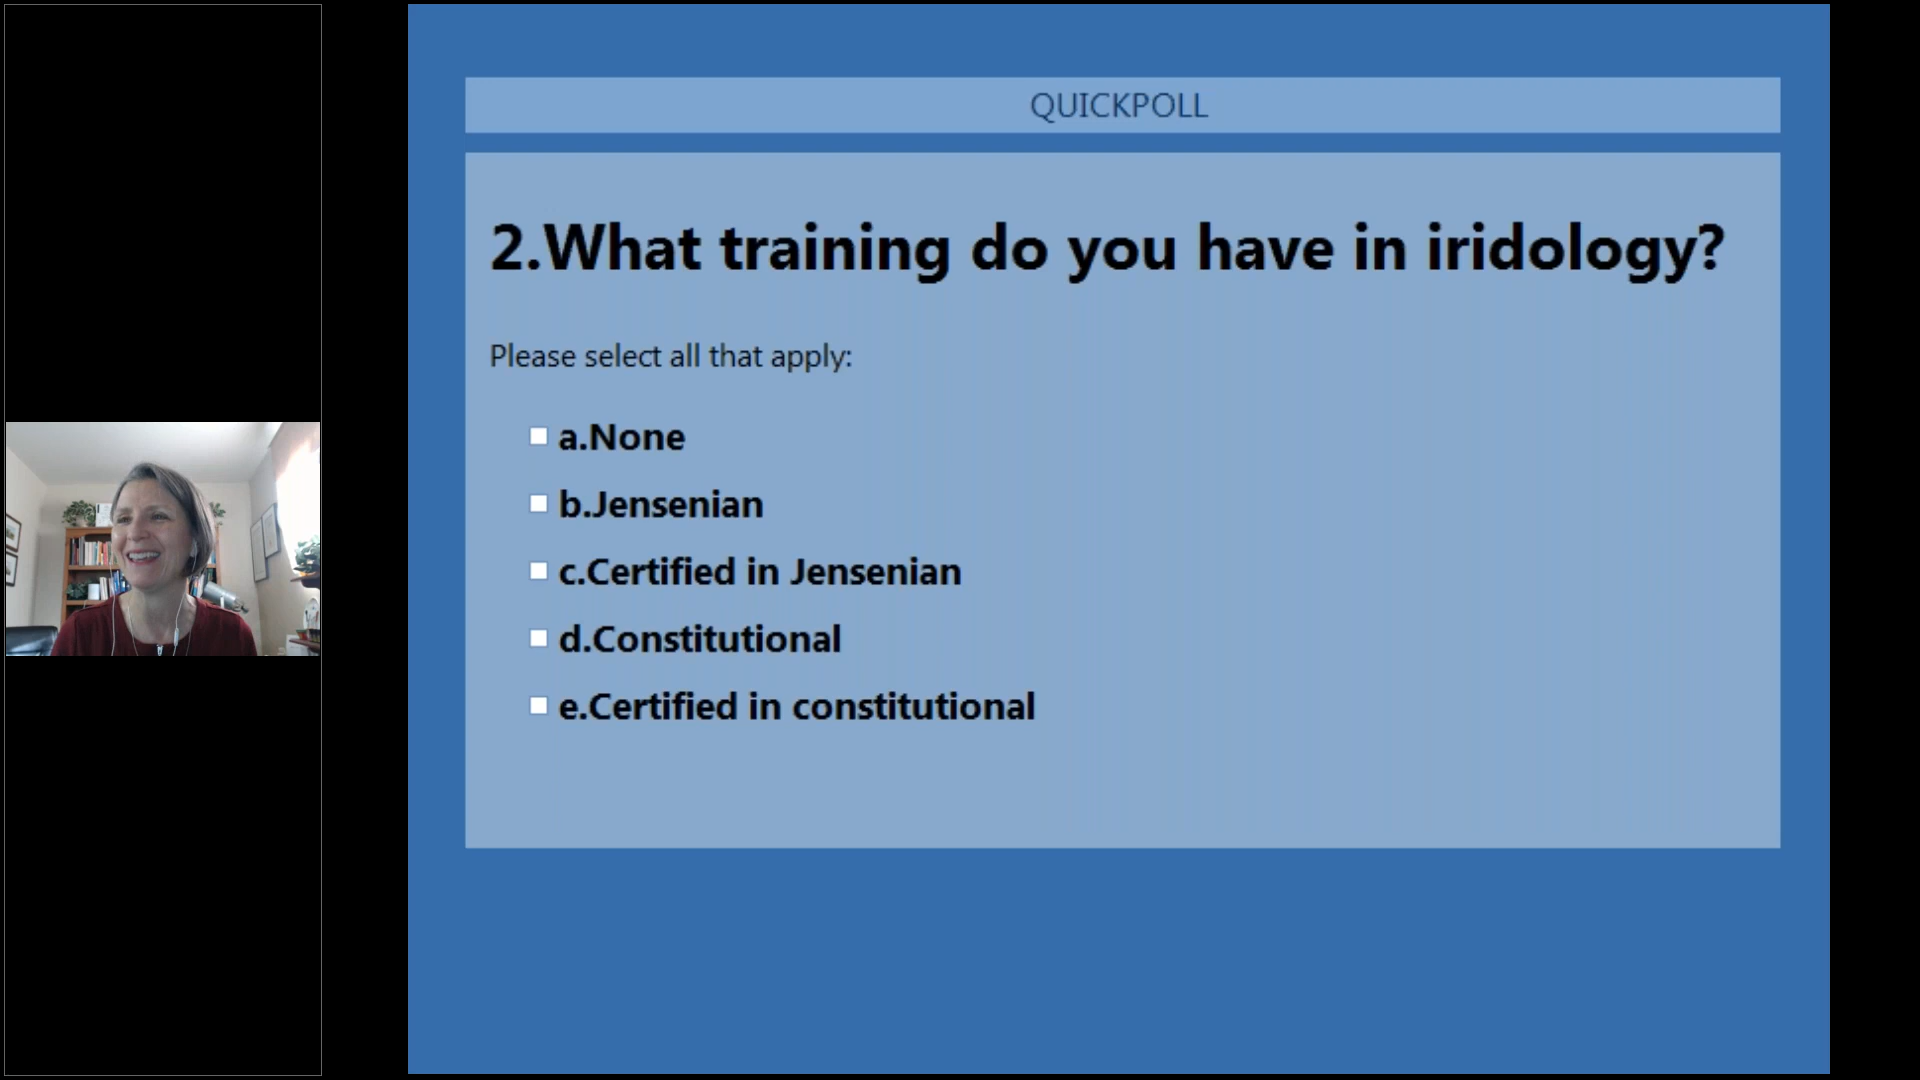 QUICKPOLL
2.What training do you have in iridology?
Please select all that apply:
a.None
b.Jensenian
c.Certified in Jensenian
d.Constitutional
e.Certified in constitutional